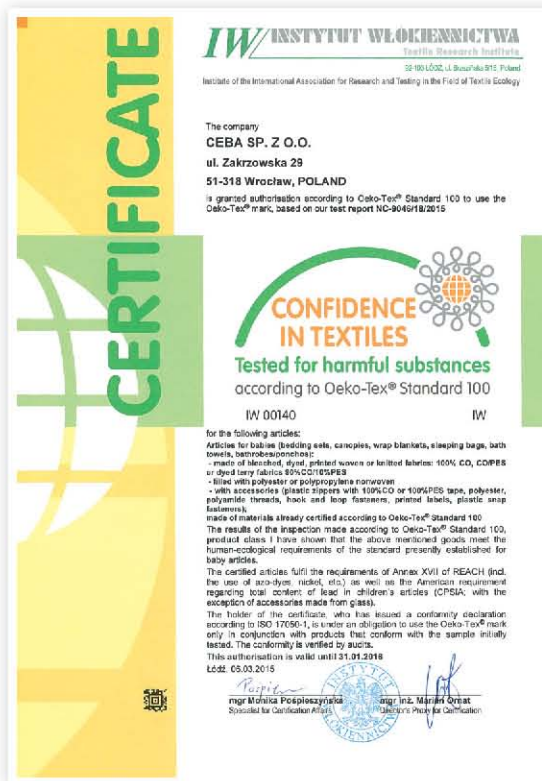 CERTIFICATE
IW INSTYTUT WŁÓKIENNICTWA
Textile Research Institute
Institute of the International Association for Research and Testing in the Field of Textile Ecology
The company
CEBA SP. Z O.O.
ul. Zakrzowska 29
51-318 Wrocław, POLAND
is granted authorisation according to Oeko-Tex® Standard 100 to use the
Oeko-Tex® mark, based on our test report NC-9046/18/2015
CONFIDENCE
IN TEXTILES
Tested for harmful substances
according to Oeko-Tex® Standard 100
IW 00140 IW
for the following articles:
Articles for babies (bedding sets, canopies, wrap blankets, sleeping bags, bath
towels, bathrobes/ponchos):
- made of bleached, dyed, printed woven or knitted fabrics: 100% CO, CO/PES
or dyed terry fabrics 90%CO/10%PES
- filled with polyester or polypropylene nonwoven
- with accessories (plastic zippers with 100%CO or 100%PES tape, polyester,
polyamide threads, hook and loop fasteners, printed labels, plastic snap
fasteners);
made of materials already certified according to Oeko-Tex® Standard 100
The results of the inspection made according to Oeko-Tex® Standard 100,
product class I have shown that the above mentioned goods meet the
human-ecological requirements of the standard presently established for
baby articles.
The certified articles fulfil the requirements of Annex XVII of REACH (incl.
the use of azo-dyes, nickel, etc.) as well as the American requirement
regarding total content of lead in children's articles (CPSIA; with the
exception of accessories made from glass).
The holder of the certificate, who has issued a conformity declaration
according to ISO 17050-1, is under an obligation to use the Oeko-Tex® mark
only in conjunction with products that conform with the sample initially
tested. The conformity is verified by audits.
This authorisation is valid until 31.01.2016
Łódź, 05.03.2015
mgr Monika Pośpieszyńska mgr inż. Marian Ornat
Specialist for Certification Affairs Director's Proxy for Certification
INSTYTUT
WŁÓKIENNICTWA